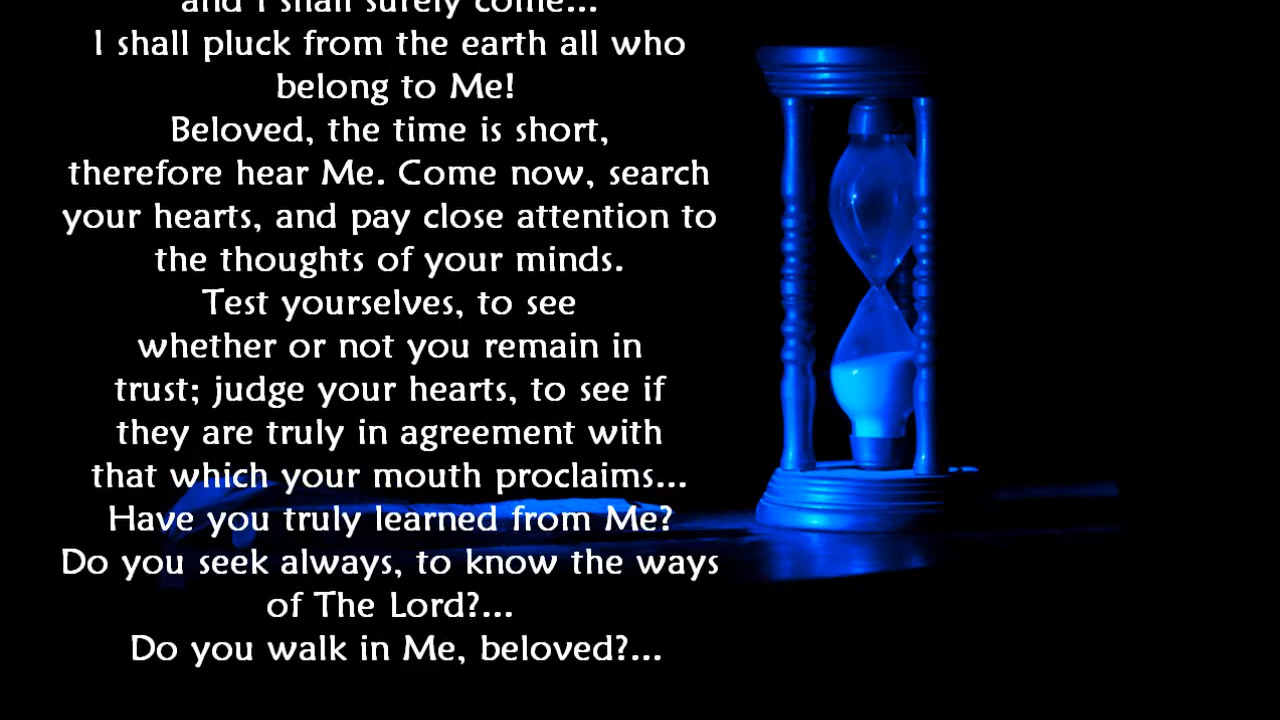 and I shall surely come...
I shall pluck from the earth all who
belong to Me!
Beloved, the time is short,
therefore hear Me. Come now, search
your hearts, and pay close attention to
the thoughts of your minds.
Test yourselves, to see
whether or not you remain in
trust; judge your hearts, to see if
they are truly in agreement with
that which your mouth proclaims...
Have you truly learned from Me?
Do you seek always, to know the ways
of The Lord?...
Do you walk in Me, beloved?...